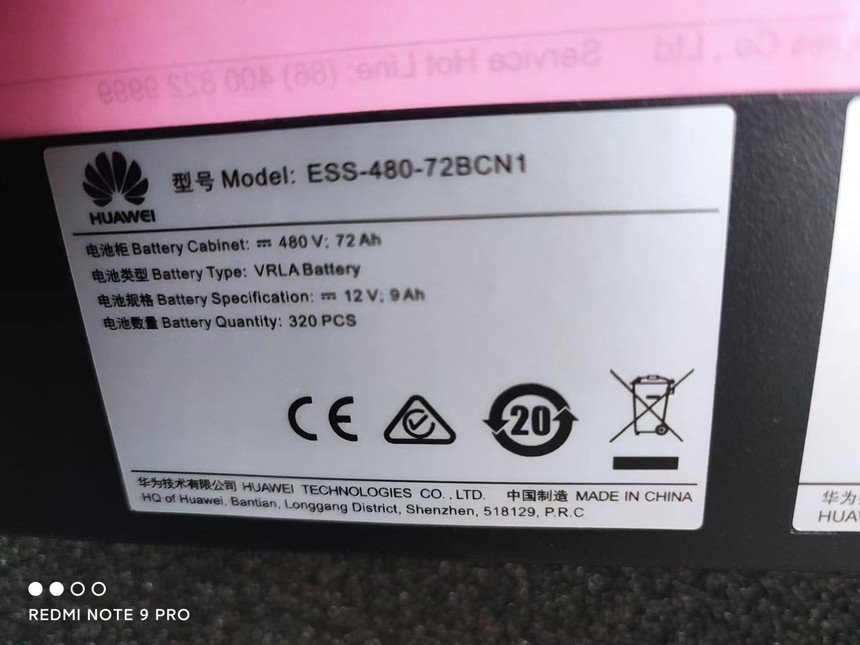 ous Co., Ltd Service Hot Line: (86) 400 822 9999
HUAWEI
型号 Model: ESS-480-72BCN1
电池柜 Battery Cabinet: ⎓ 480 V; 72 Ah
电池类型 Battery Type: VRLA Battery
电池规格 Battery Specification: ⎓ 12 V; 9 Ah
电池数量 Battery Quantity: 320 PCS
CE
20
华为技术有限公司 HUAWEI TECHNOLOGIES CO., LTD. 中国制造 MADE IN CHINA
HQ of Huawei, Bantian, Longgang District, Shenzhen, 518129, P.R.C
华为
HUA
REDMI NOTE 9 PRO